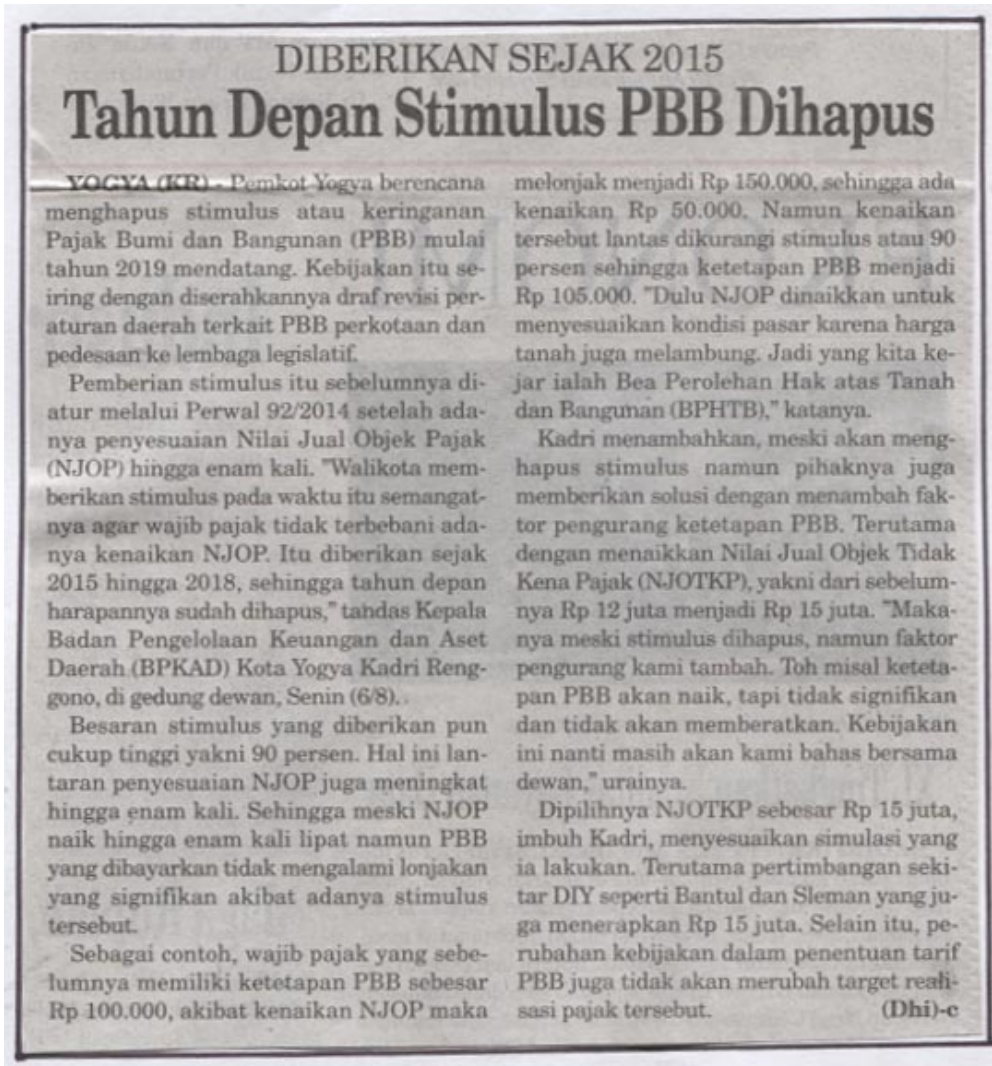 DIBERIKAN SEJAK 2015
Tahun Depan Stimulus PBB Dihapus
YOGYA (KR) - Pemkot Yogya berencana
menghapus stimulus atau keringanan
Pajak Bumi dan Bangunan (PBB) mulai
tahun 2019 mendatang. Kebijakan itu se-
iring dengan diserahkannya draf revisi per-
aturan daerah terkait PBB perkotaan dan
pedesaan ke lembaga legislatif.
Pemberian stimulus itu sebelumnya di-
atur melalui Perwal 92/2014 setelah ada-
nya penyesuaian Nilai Jual Objek Pajak
(NJOP) hingga enam kali. "Walikota mem-
berikan stimulus pada waktu itu semangat-
nya agar wajib pajak tidak terbebani ada-
nya kenaikan NJOP. Itu diberikan sejak
2015 hingga 2018, sehingga tahun depan
harapannya sudah dihapus," tandas Kepala
Badan Pengelolaan Keuangan dan Aset
Daerah (BPKAD) Kota Yogya Kadri Reng-
gono, di gedung dewan, Senin (6/8).
Besaran stimulus yang diberikan pun
cukup tinggi yakni 90 persen. Hal ini lan-
taran penyesuaian NJOP juga meningkat
hingga enam kali. Sehingga meski NJOP
naik hingga enam kali lipat namun PBB
yang dibayarkan tidak mengalami lonjakan
yang signifikan akibat adanya stimulus
tersebut.
Sebagai contoh, wajib pajak yang sebe-
lumnya memiliki ketetapan PBB sebesar
Rp 100.000, akibat kenaikan NJOP maka
melonjak menjadi Rp 150.000, sehingga ada
kenaikan Rp 50.000. Namun kenaikan
tersebut lantas dikurangi stimulus atau 90
persen sehingga ketetapan PBB menjadi
Rp 105.000. "Dulu NJOP dinaikkan untuk
menyesuaikan kondisi pasar karena harga
tanah juga melambung. Jadi yang kita ke-
jar ialah Bea Perolehan Hak atas Tanah
dan Bangunan (BPHTB)," katanya.
Kadri menambahkan, meski akan meng-
hapus stimulus namun pihaknya juga
memberikan solusi dengan menambah fak-
tor pengurang ketetapan PBB. Terutama
dengan menaikkan Nilai Jual Objek Tidak
Kena Pajak (NJOTKP), yakni dari sebelum-
nya Rp 12 juta menjadi Rp 15 juta. "Maka-
nya meski stimulus dihapus, namun faktor
pengurang kami tambah. Toh misal keteta-
pan PBB akan naik, tapi tidak signifikan
dan tidak akan memberatkan. Kebijakan
ini nanti masih akan kami bahas bersama
dewan," urainya.
Dipilihnya NJOTKP sebesar Rp 15 juta,
imbuh Kadri, menyesuaikan simulasi yang
ia lakukan. Terutama pertimbangan seki-
tar DIY seperti Bantul dan Sleman yang ju-
ga menerapkan Rp 15 juta. Selain itu, pe-
rubahan kebijakan dalam penentuan tarif
PBB juga tidak akan merubah target reali-
sasi pajak tersebut. (Dhi)-c